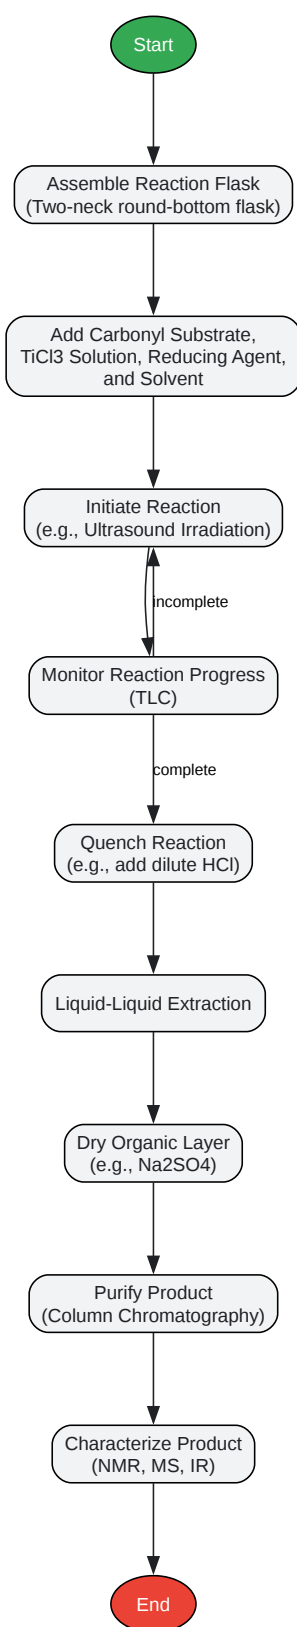 Start
Assemble Reaction Flask
(Two-neck round-bottom flask)
Add Carbonyl Substrate,
TiCl3 Solution, Reducing Agent,
and Solvent
Initiate Reaction
(e.g., Ultrasound Irradiation)
incomplete
Monitor Reaction Progress
(TLC)
complete
Quench Reaction
(e.g., add dilute HCl)
Liquid-Liquid Extraction
Dry Organic Layer
(e.g., Na2SO4)
Purify Product
(Column Chromatography)
Characterize Product
(NMR, MS, IR)
End